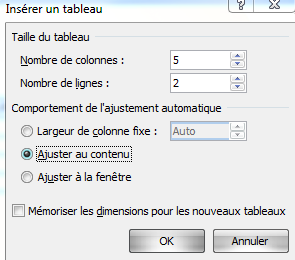 Insérer un tableau
Taille du tableau
Nombre de colonnes : 5
Nombre de lignes : 2
Comportement de l'ajustement automatique
Largeur de colonne fixe : Auto
Ajuster au contenu
Ajuster à la fenêtre
Mémoriser les dimensions pour les nouveaux tableaux
OK Annuler